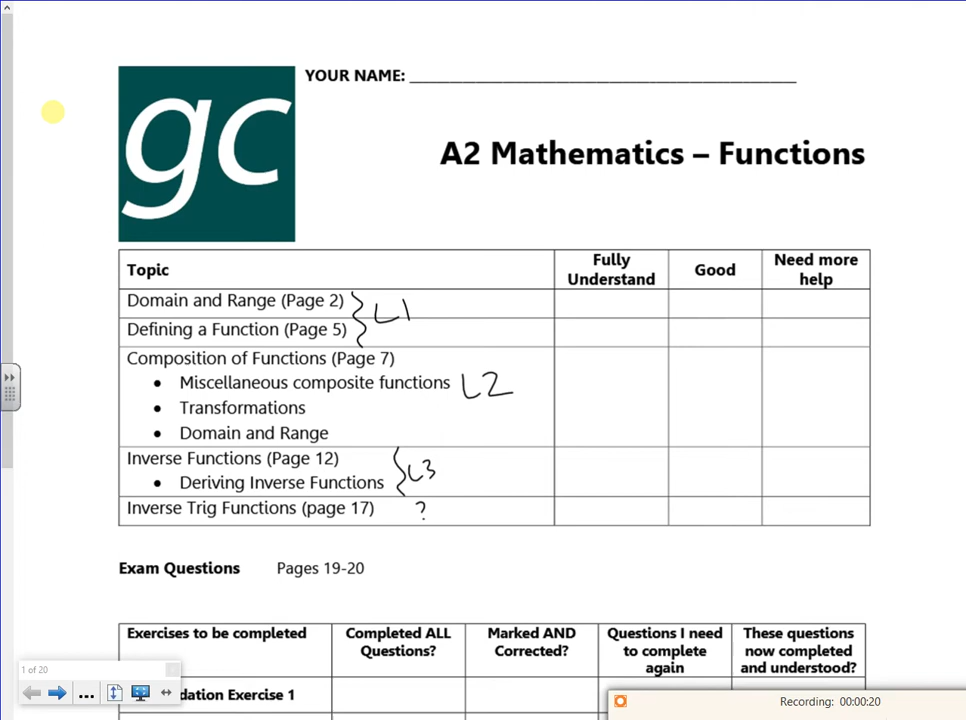 gc
YOUR NAME: ___________________________________________
A2 Mathematics – Functions
Topic
Fully Understand
Good
Need more help
Domain and Range (Page 2)
L1
Defining a Function (Page 5)
Composition of Functions (Page 7)
• Miscellaneous composite functions
L2
• Transformations
• Domain and Range
Inverse Functions (Page 12)
L3
• Deriving Inverse Functions
Inverse Trig Functions (page 17)
?
Exam Questions Pages 19-20
Exercises to be completed
Completed ALL Questions?
Marked AND Corrected?
Questions I need to complete again
These questions now completed and understood?
1 of 20
dation Exercise 1
Recording: 00:00:20